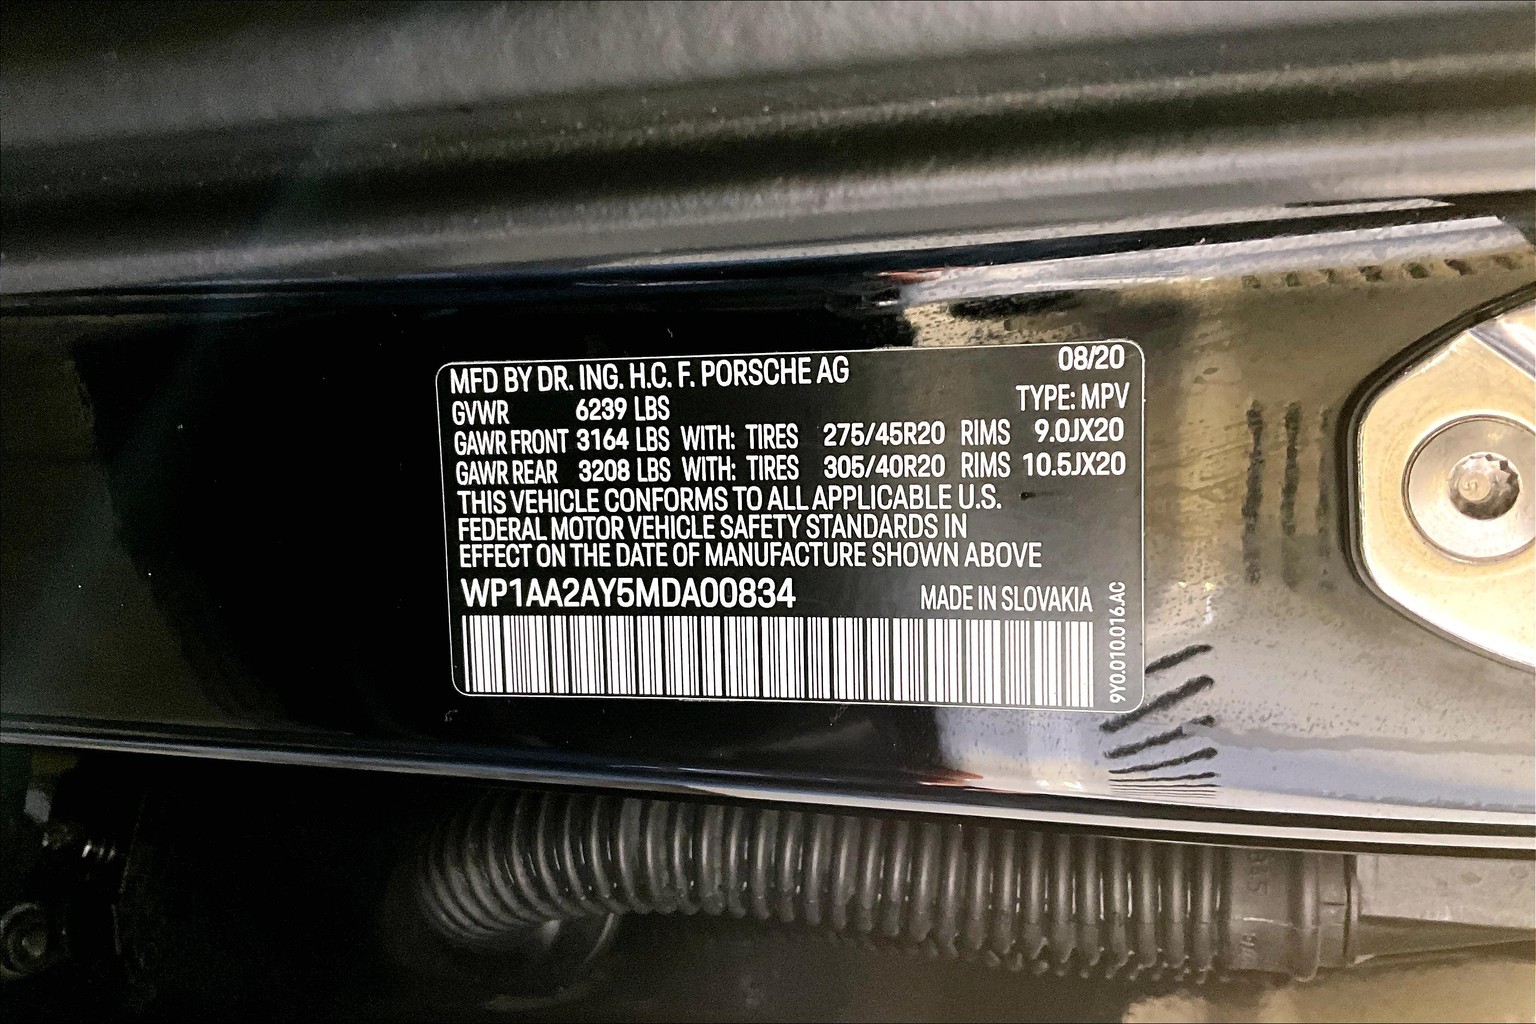 MFD BY DR. ING. H.C. F. PORSCHE AG 08/20
GVWR 6239 LBS TYPE: MPV
GAWR FRONT 3164 LBS WITH: TIRES 275/45R20 RIMS 9.0JX20
GAWR REAR 3208 LBS WITH: TIRES 305/40R20 RIMS 10.5JX20
THIS VEHICLE CONFORMS TO ALL APPLICABLE U.S.
FEDERAL MOTOR VEHICLE SAFETY STANDARDS IN
EFFECT ON THE DATE OF MANUFACTURE SHOWN ABOVE
WP1AA2AY5MDA00834 MADE IN SLOVAKIA
9Y0.010.016.AC